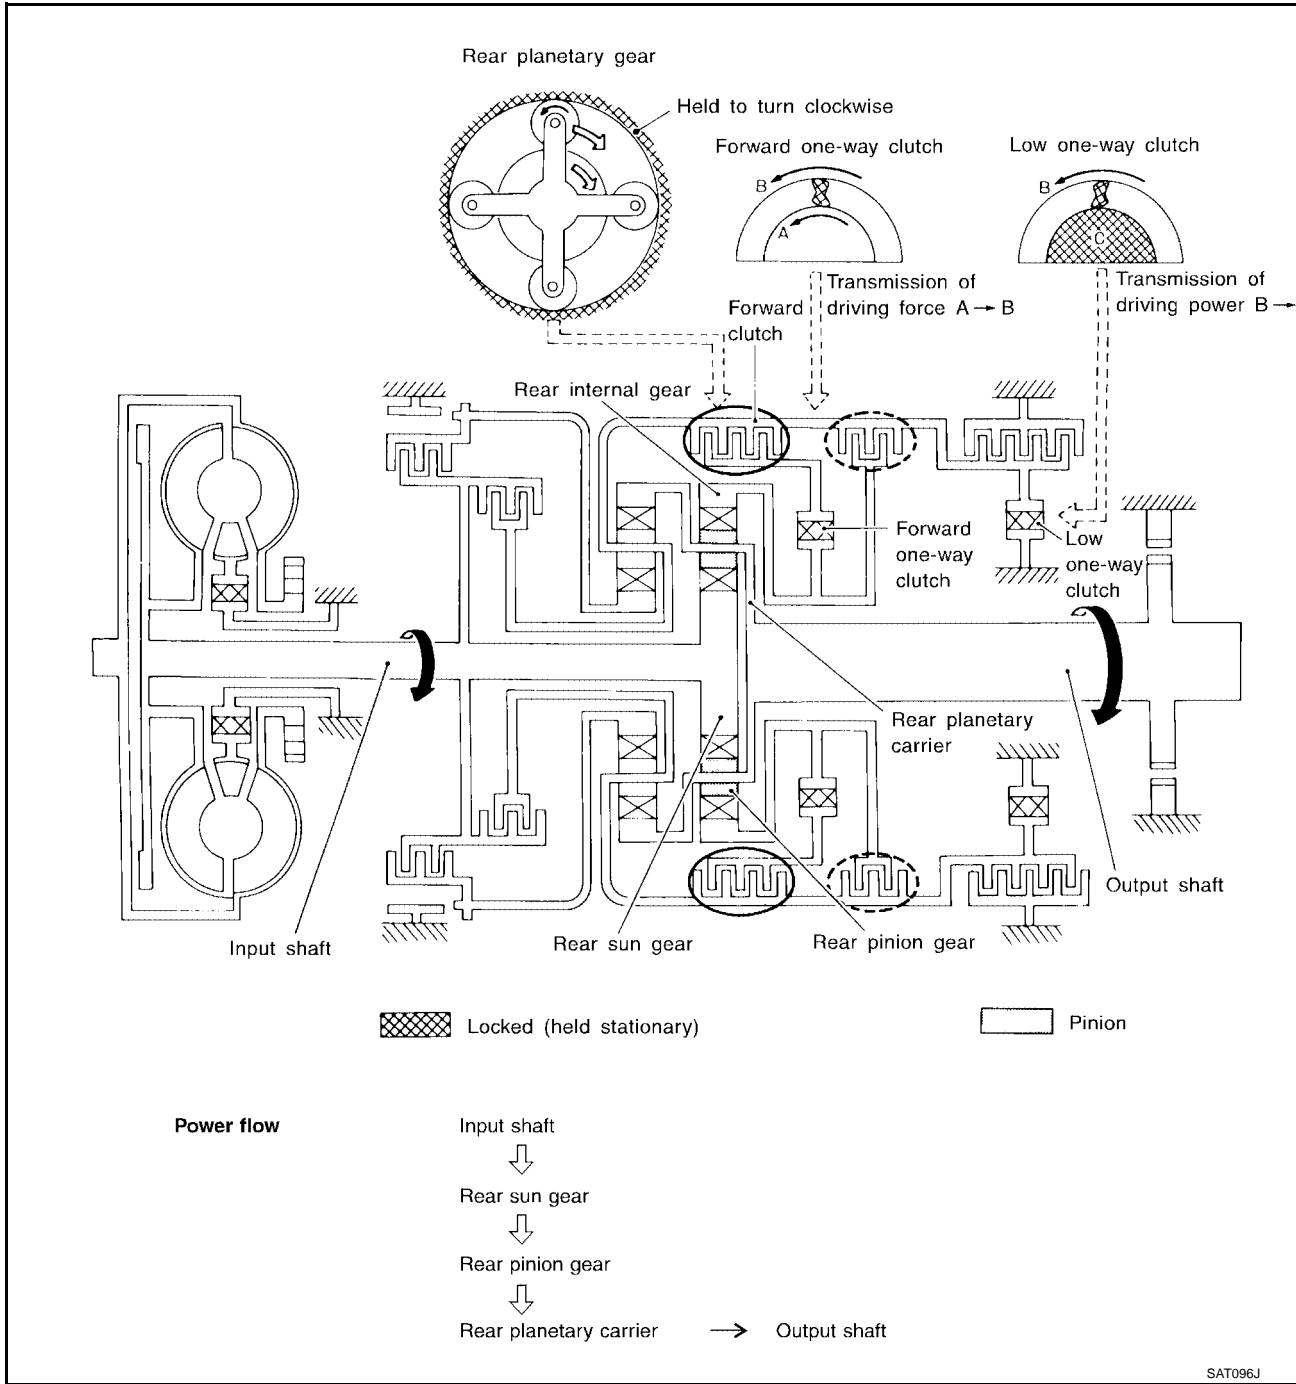 Rear planetary gear
Held to turn clockwise
Forward one-way clutch
B
A
Low one-way clutch
B
C
Transmission of
driving force A → B
Transmission of
driving power B →
Forward
clutch
Rear internal gear
Forward
one-way
clutch
Low
one-way
clutch
Rear planetary
carrier
Output shaft
Input shaft
Rear sun gear
Rear pinion gear
Locked (held stationary)
Pinion
Power flow
Input shaft
Rear sun gear
Rear pinion gear
Rear planetary carrier → Output shaft
SAT096J